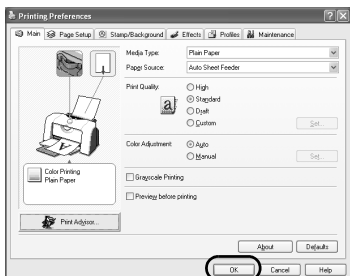 Printing Preferences
Main Page Setup Stamp/Background Effects Profiles Maintenance
Media Type: Plain Paper
Paper Source: Auto Sheet Feeder
Print Quality: High
Standard
Draft
Custom Set...
Color Adjustment: Auto
Manual Set...
Color Printing
Plain Paper
Grayscale Printing
Preview before printing
Print Advisor...
About Defaults
OK Cancel Help